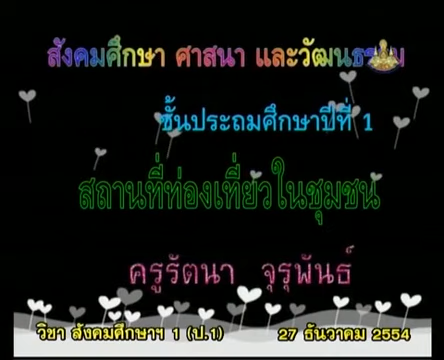 สังคมศึกษา ศาสนา และวัฒนธรรม
ชั้นประถมศึกษาปีที่ 1
สถานที่ท่องเที่ยวในชุมชน
ครูรัตนา จุรุพันธ์
วิขา สังคมศึกษาฯ 1 (ป.1) 27 ธันวาคม 2554